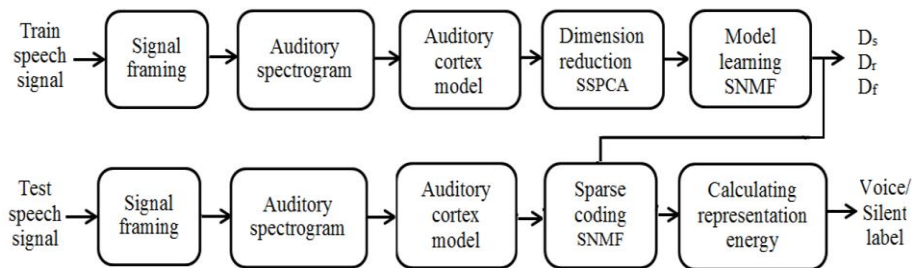 Train
speech
signal
Signal
framing
Auditory
spectrogram
Auditory
cortex
model
Dimension
reduction
SSPCA
Model
learning
SNMF
Ds
Dr
Df
Test
speech
signal
Signal
framing
Auditory
spectrogram
Auditory
cortex
model
Sparse
coding
SNMF
Calculating
representation
energy
Voice/
Silent
label